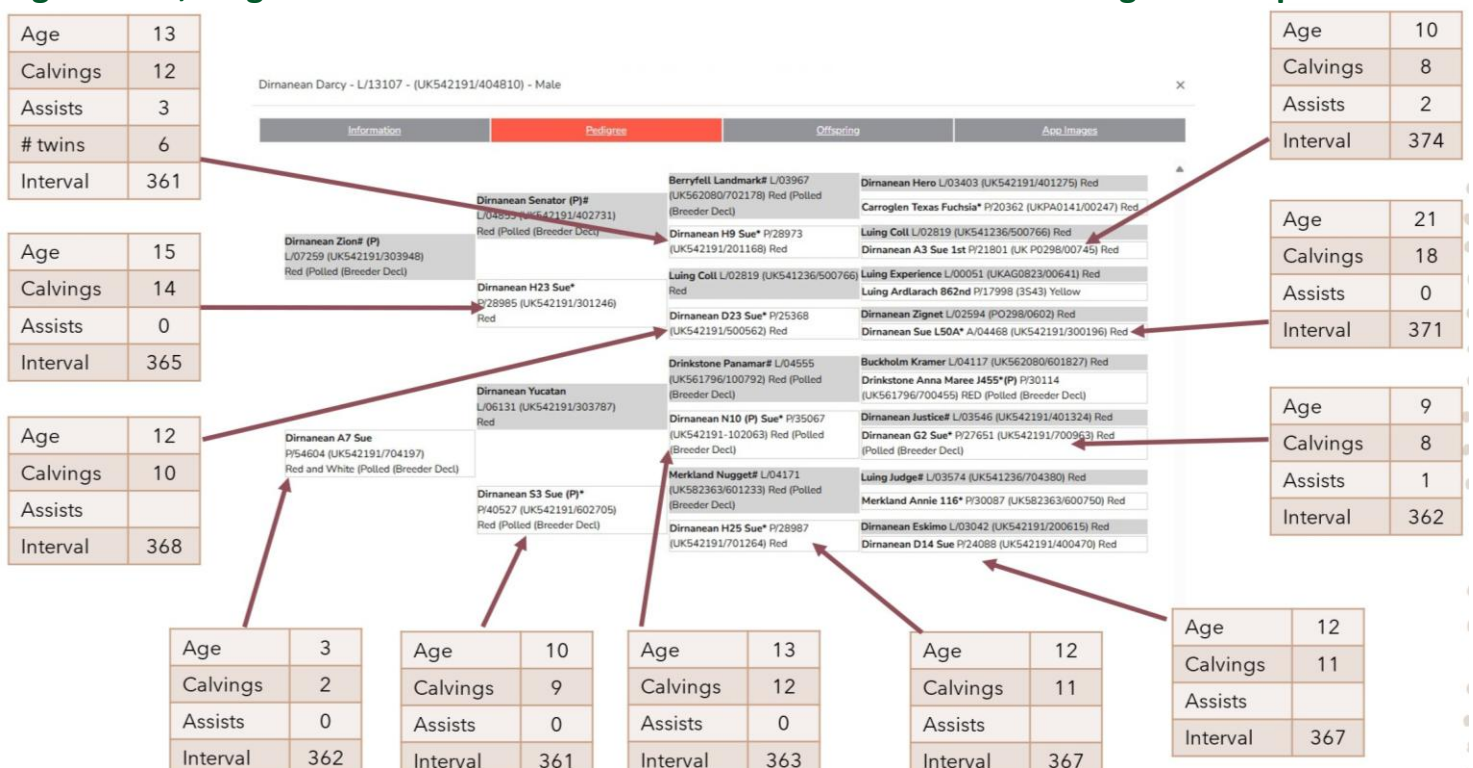 Age 13
Calvings 12
Assists 3
# twins 6
Interval 361
Age 15
Calvings 14
Assists 0
Interval 365
Age 12
Calvings 10
Assists
Interval 368
Dirnanean Darcy - L/13107 - (UK542191/404810) - Male
×
Information Pedigree Offspring App Images
Dirnanean Zion# (P)
L/07259 (UK542191/303948)
Red (Polled (Breeder Decl)
Dirnanean A7 Sue
P/54604 (UK542191/704197)
Red and White (Polled (Breeder Decl)
Dirnanean Senator (P)#
L/04855 (UK542191/402731)
Red (Polled (Breeder Decl)
Dirnanean H23 Sue*
P/28985 (UK542191/301246)
Red
Dirnanean Yucatan
L/06131 (UK542191/303787)
Red
Dirnanean S3 Sue (P)*
P/40527 (UK542191/602705)
Red (Polled (Breeder Decl)
Berryfell Landmark# L/03967
(UK562080/702178) Red (Polled
(Breeder Decl)
Dirnanean H9 Sue* P/28973
(UK542191/201168) Red
Luing Coll L/02819 (UK541236/500766)
Red
Dirnanean D23 Sue* P/25368
(UK542191/500562) Red
Drinkstone Panamar# L/04555
(UK561796/100792) Red (Polled
(Breeder Decl)
Dirnanean N10 (P) Sue* P/35067
(UK542191-102063) Red (Polled
(Breeder Decl)
Merkland Nugget# L/04171
(UK582363/601233) Red (Polled
(Breeder Decl)
Dirnanean H25 Sue* P/28987
(UK542191/701264) Red
Dirnanean Hero L/03403 (UK542191/401275) Red
Carroglen Texas Fuchsia* P/20362 (UKPA0141/00247) Red
Luing Coll L/02819 (UK541236/500766) Red
Dirnanean A3 Sue 1st P/21801 (UK P0298/00745) Red
Luing Experience L/00051 (UKAG0823/00641) Red
Luing Ardlarach 862nd P/17998 (3S43) Yellow
Dirnanean Zignet L/02594 (PO298/0602) Red
Dirnanean Sue L50A* A/04468 (UK542191/300196) Red
Buckholm Kramer L/04117 (UK562080/601827) Red
Drinkstone Anna Maree J455*(P) P/30114
(UK561796/700455) RED (Polled (Breeder Decl)
Dirnanean Justice# L/03546 (UK542191/401324) Red
Dirnanean G2 Sue* P/27651 (UK542191/700963) Red
(Polled (Breeder Decl)
Luing Judge# L/03574 (UK541236/704380) Red
Merkland Annie 116* P/30087 (UK582363/600750) Red
Dirnanean Eskimo L/03042 (UK542191/200615) Red
Dirnanean D14 Sue P/24088 (UK542191/400470) Red
Age 10
Calvings 8
Assists 2
Interval 374
Age 21
Calvings 18
Assists 0
Interval 371
Age 9
Calvings 8
Assists 1
Interval 362
Age 3
Calvings 2
Assists 0
Interval 362
Age 10
Calvings 9
Assists 0
Interval 361
Age 13
Calvings 12
Assists 0
Interval 363
Age 12
Calvings 11
Assists
Interval 367
Age 12
Calvings 11
Assists
Interval 367